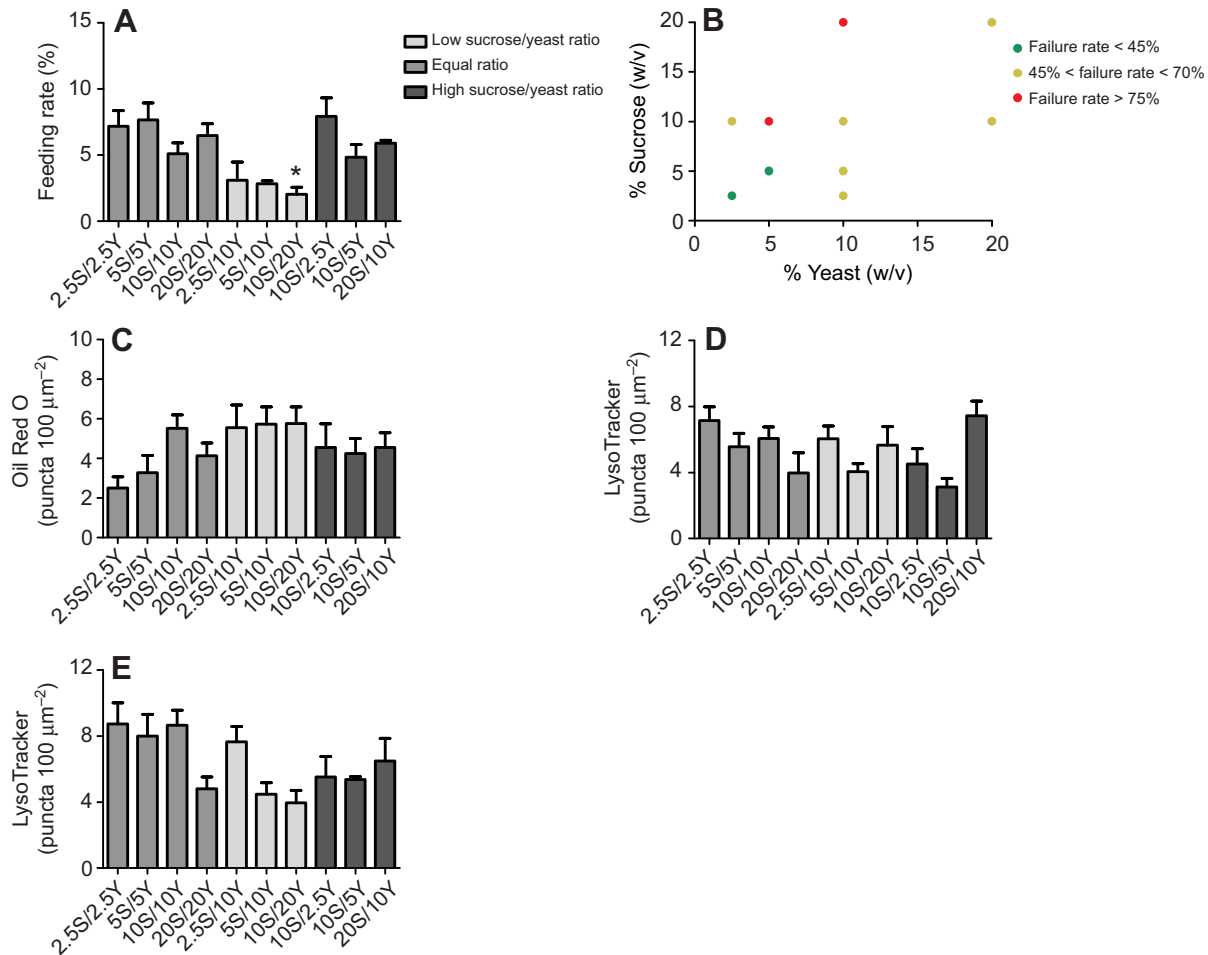 A
15
10
5
0
Feeding rate (%)
*
2.5S/2.5Y
5S/5Y
10S/10Y
20S/20Y
2.5S/10Y
5S/10Y
10S/20Y
10S/2.5Y
10S/5Y
20S/10Y
Low sucrose/yeast ratio
Equal ratio
High sucrose/yeast ratio
B
20
15
10
5
0
% Sucrose (w/v)
0
5
10
15
20
% Yeast (w/v)
Failure rate < 45%
45% < failure rate < 70%
Failure rate > 75%
C
10
8
6
4
2
0
Oil Red O
(puncta 100 µm⁻²)
2.5S/2.5Y
5S/5Y
10S/10Y
20S/20Y
2.5S/10Y
5S/10Y
10S/20Y
10S/2.5Y
10S/5Y
20S/10Y
D
12
8
4
0
LysoTracker
(puncta 100 µm⁻²)
2.5S/2.5Y
5S/5Y
10S/10Y
20S/20Y
2.5S/10Y
5S/10Y
10S/20Y
10S/2.5Y
10S/5Y
20S/10Y
E
12
8
4
0
LysoTracker
(puncta 100 µm⁻²)
2.5S/2.5Y
5S/5Y
10S/10Y
20S/20Y
2.5S/10Y
5S/10Y
10S/20Y
10S/2.5Y
10S/5Y
20S/10Y